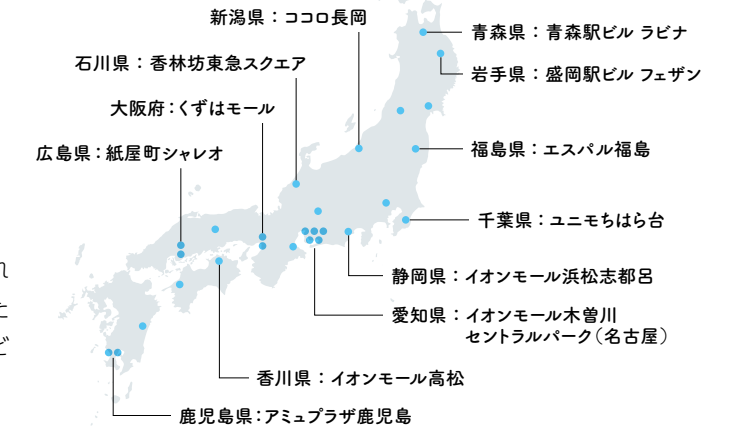 新潟県：ココロ長岡
青森県：青森駅ビル ラビナ
石川県：香林坊東急スクエア
岩手県：盛岡駅ビル フェザン
大阪府：くずはモール
広島県：紙屋町シャレオ
福島県：エスパル福島
千葉県：ユニモちはら台
静岡県：イオンモール浜松志都呂
愛知県：イオンモール木曽川
セントラルパーク（名古屋）
香川県：イオンモール高松
鹿児島県：アミュプラザ鹿児島
れ
た
ど